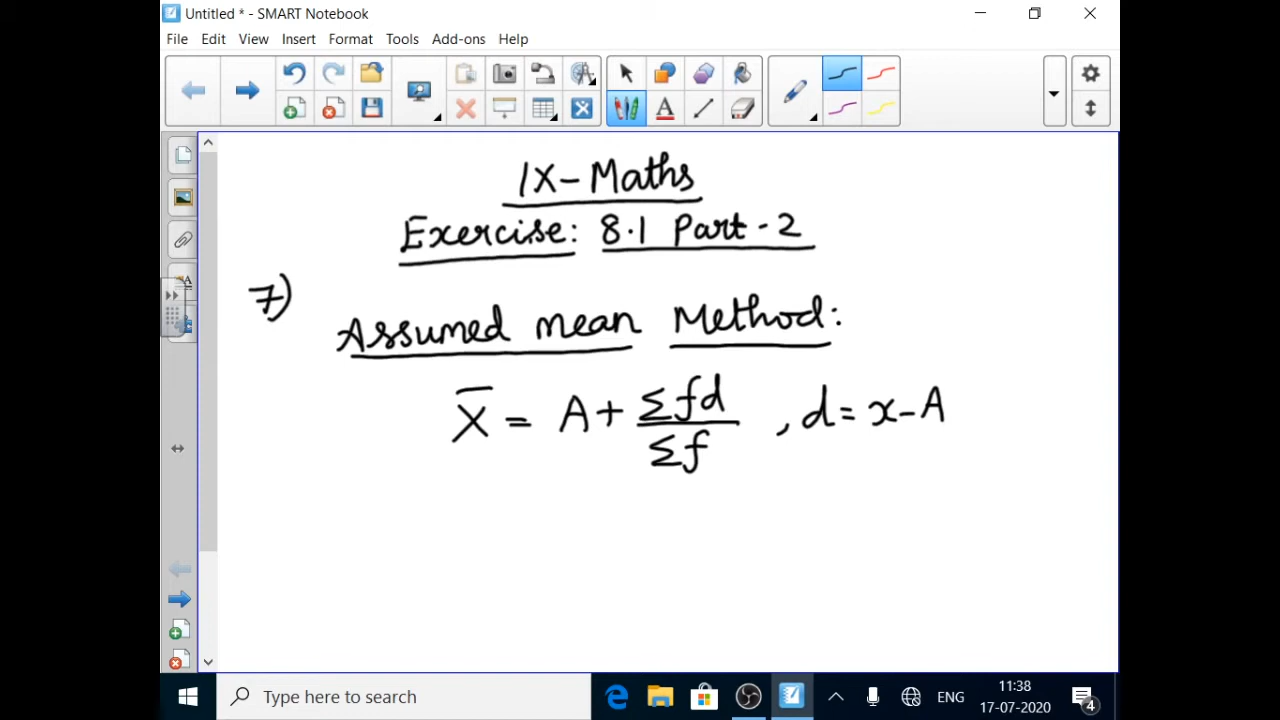 Untitled * - SMART Notebook
File Edit View Insert Format Tools Add-ons Help
IX - Maths
Exercise: 8.1 Part - 2
7)
Assumed mean Method:
X̅ = A + Σfd / Σf , d = x - A
Type here to search
ENG
11:38
17-07-2020
4